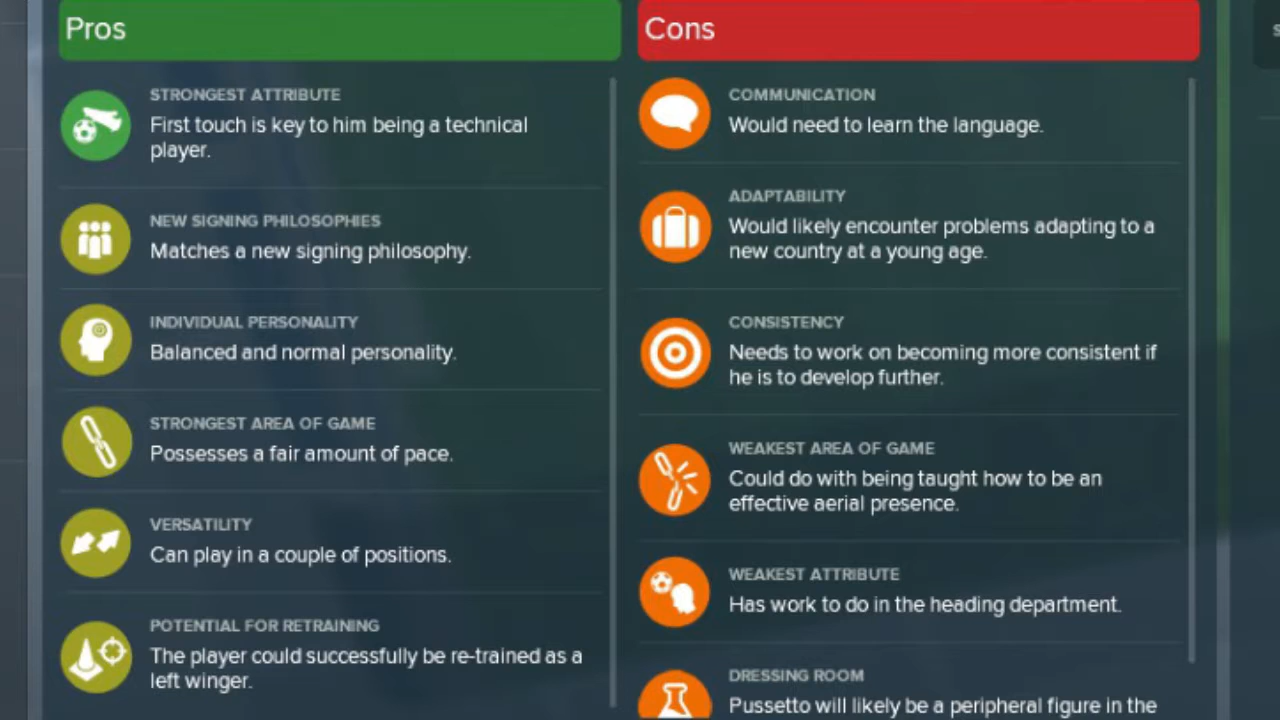 Pros
STRONGEST ATTRIBUTE
First touch is key to him being a technical
player.
NEW SIGNING PHILOSOPHIES
Matches a new signing philosophy.
INDIVIDUAL PERSONALITY
Balanced and normal personality.
STRONGEST AREA OF GAME
Possesses a fair amount of pace.
VERSATILITY
Can play in a couple of positions.
POTENTIAL FOR RETRAINING
The player could successfully be re-trained as a
left winger.
Cons
COMMUNICATION
Would need to learn the language.
ADAPTABILITY
Would likely encounter problems adapting to a
new country at a young age.
CONSISTENCY
Needs to work on becoming more consistent if
he is to develop further.
WEAKEST AREA OF GAME
Could do with being taught how to be an
effective aerial presence.
WEAKEST ATTRIBUTE
Has work to do in the heading department.
DRESSING ROOM
Pussetto will likely be a peripheral figure in the